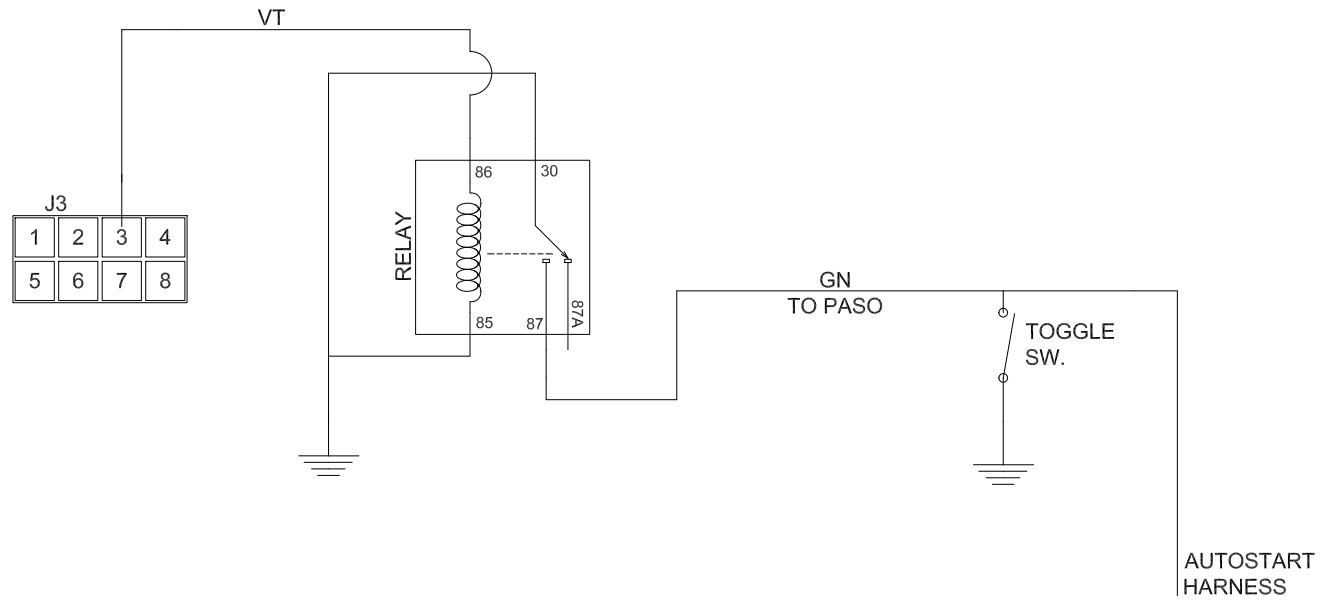 VT
J3
1 2 3 4
5 6 7 8
RELAY
86
30
85
87
87A
GN
TO PASO
TOGGLE
SW.
AUTOSTART
HARNESS